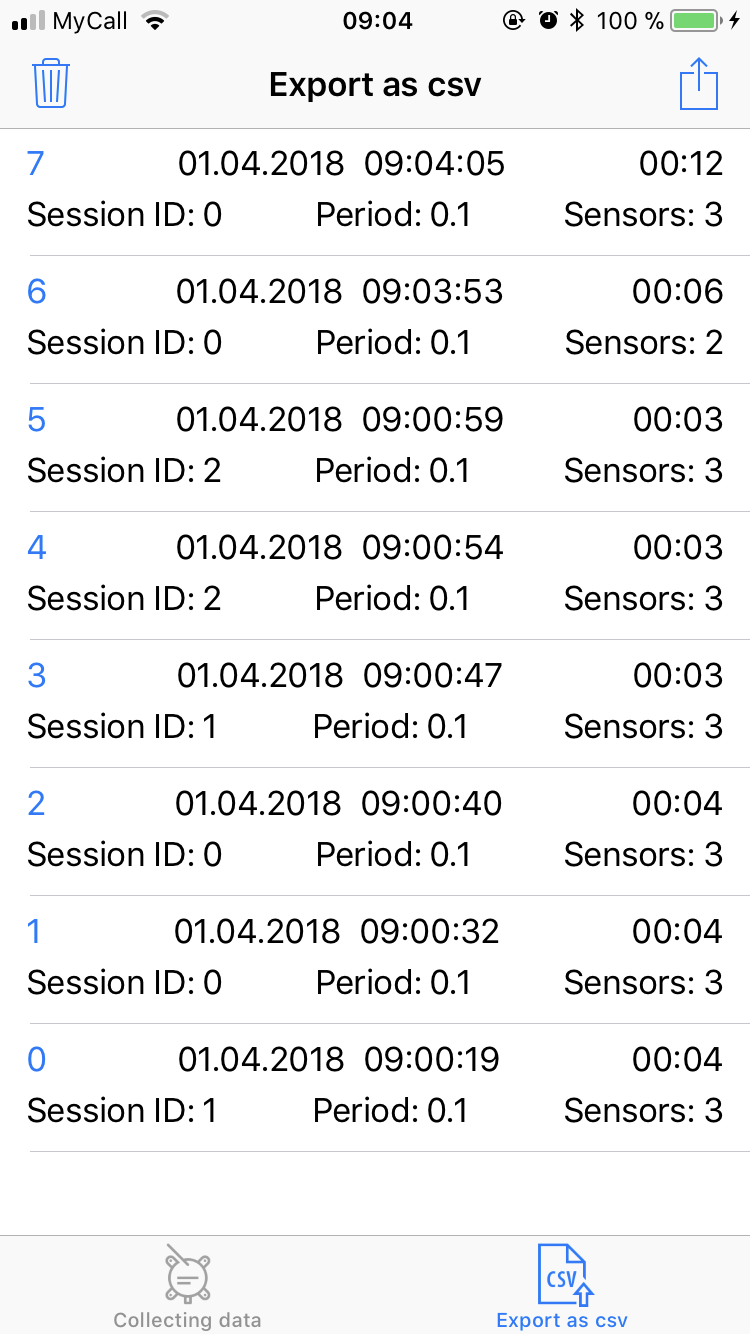 MyCall 09:04 100 %
Export as csv
7 01.04.2018 09:04:05 00:12
Session ID: 0 Period: 0.1 Sensors: 3
6 01.04.2018 09:03:53 00:06
Session ID: 0 Period: 0.1 Sensors: 2
5 01.04.2018 09:00:59 00:03
Session ID: 2 Period: 0.1 Sensors: 3
4 01.04.2018 09:00:54 00:03
Session ID: 2 Period: 0.1 Sensors: 3
3 01.04.2018 09:00:47 00:03
Session ID: 1 Period: 0.1 Sensors: 3
2 01.04.2018 09:00:40 00:04
Session ID: 0 Period: 0.1 Sensors: 3
1 01.04.2018 09:00:32 00:04
Session ID: 0 Period: 0.1 Sensors: 3
0 01.04.2018 09:00:19 00:04
Session ID: 1 Period: 0.1 Sensors: 3
CSV
Collecting data Export as csv